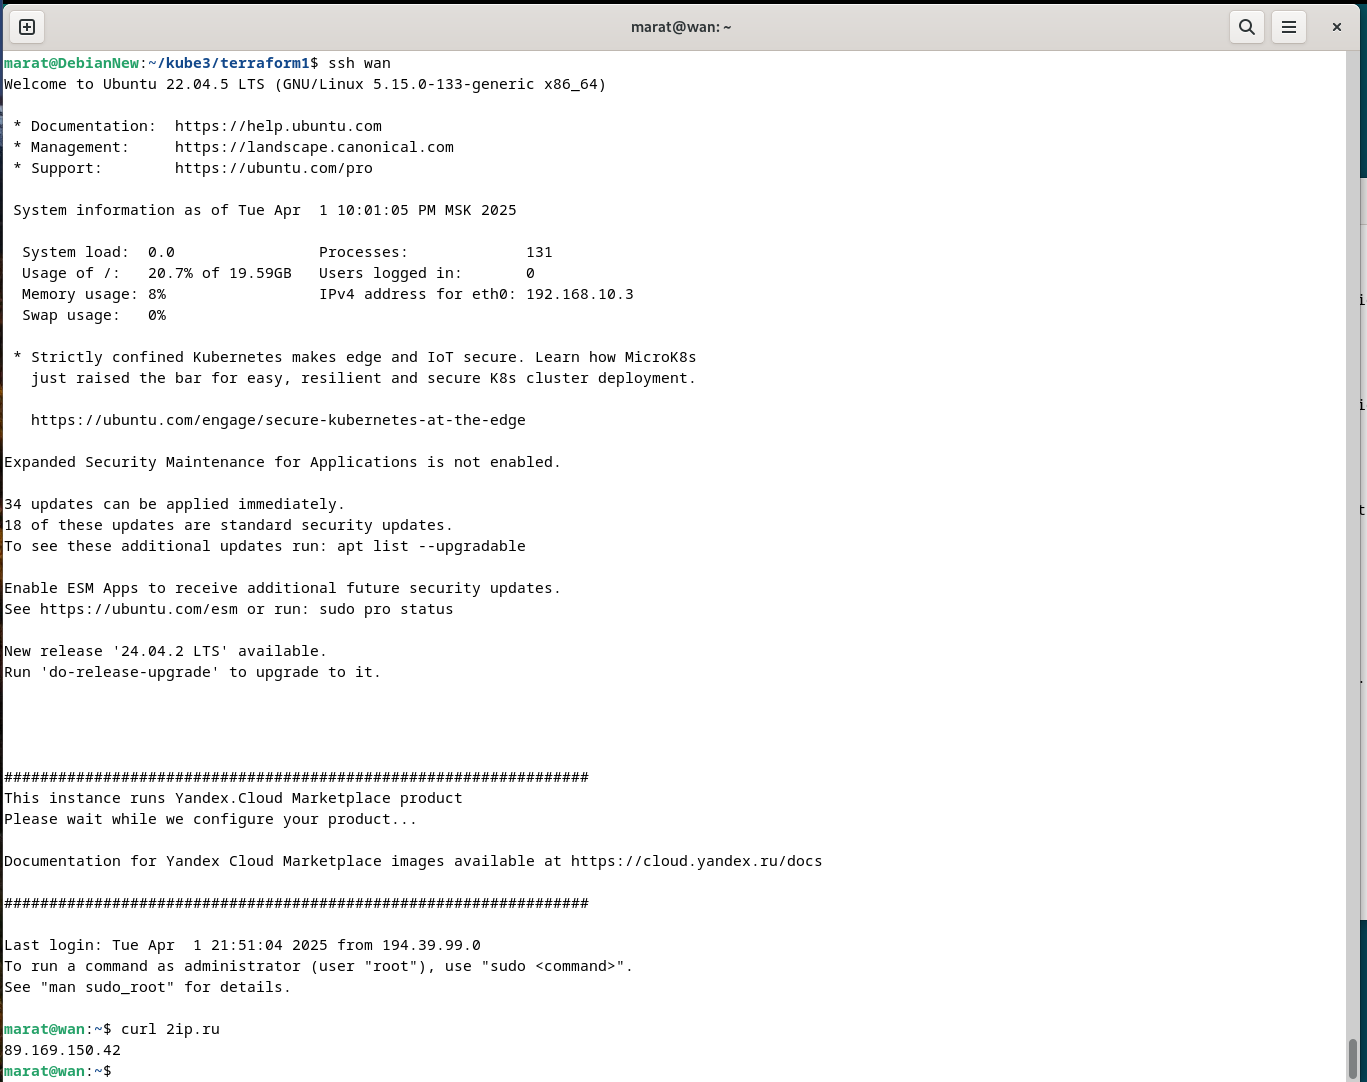 marat@wan: ~
marat@DebianNew:~/kube3/terraform1$ ssh wan
Welcome to Ubuntu 22.04.5 LTS (GNU/Linux 5.15.0-133-generic x86_64)

 * Documentation:  https://help.ubuntu.com
 * Management:     https://landscape.canonical.com
 * Support:        https://ubuntu.com/pro

 System information as of Tue Apr  1 10:01:05 PM MSK 2025

  System load:  0.0                Processes:             131
  Usage of /:   20.7% of 19.59GB   Users logged in:       0
  Memory usage: 8%                 IPv4 address for eth0: 192.168.10.3
  Swap usage:   0%

 * Strictly confined Kubernetes makes edge and IoT secure. Learn how MicroK8s
   just raised the bar for easy, resilient and secure K8s cluster deployment.

   https://ubuntu.com/engage/secure-kubernetes-at-the-edge

Expanded Security Maintenance for Applications is not enabled.

34 updates can be applied immediately.
18 of these updates are standard security updates.
To see these additional updates run: apt list --upgradable

Enable ESM Apps to receive additional future security updates.
See https://ubuntu.com/esm or run: sudo pro status

New release '24.04.2 LTS' available.
Run 'do-release-upgrade' to upgrade to it.

#################################################################
This instance runs Yandex.Cloud Marketplace product
Please wait while we configure your product...

Documentation for Yandex Cloud Marketplace images available at https://cloud.yandex.ru/docs

#################################################################

Last login: Tue Apr  1 21:51:04 2025 from 194.39.99.0
To run a command as administrator (user "root"), use "sudo <command>".
See "man sudo_root" for details.

marat@wan:~$ curl 2ip.ru
89.169.150.42
marat@wan:~$